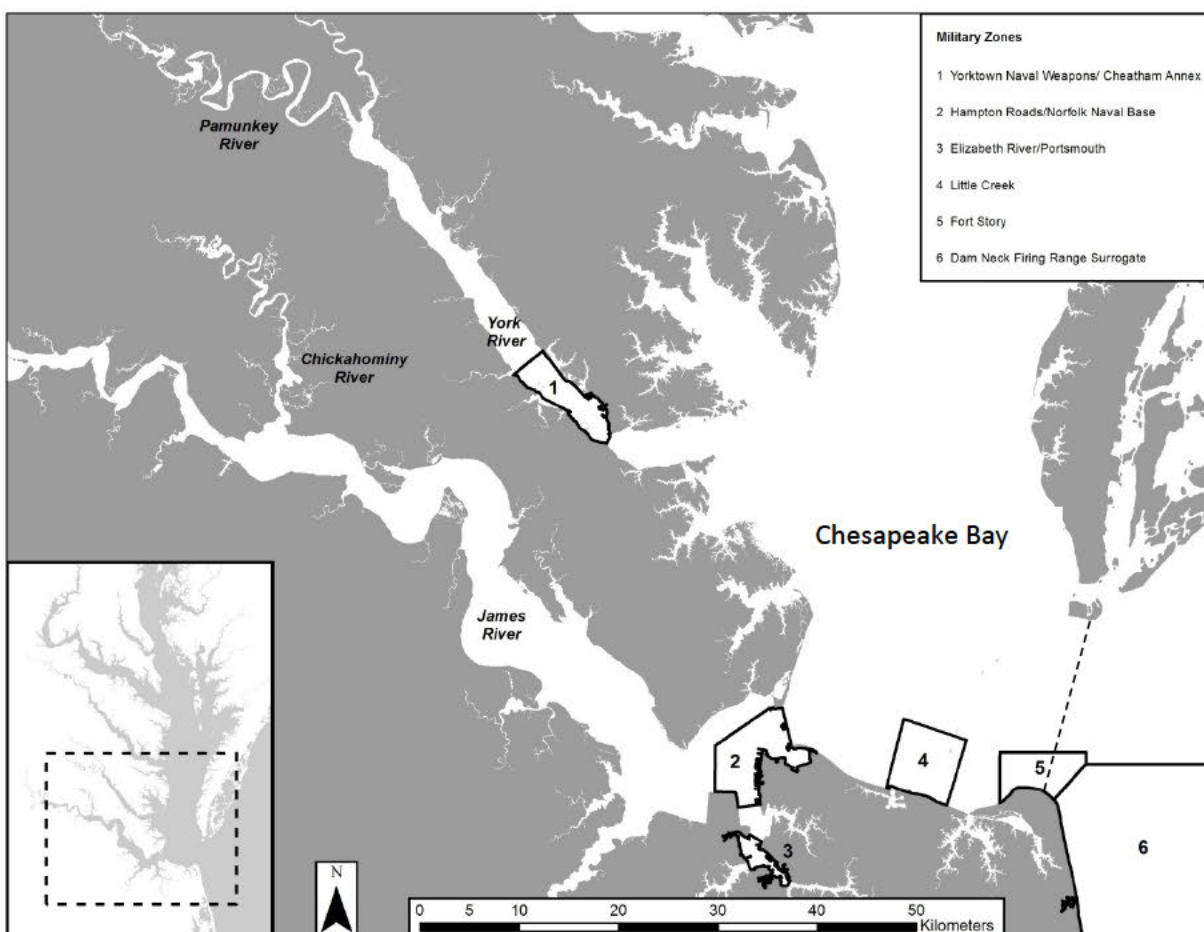 Military Zones
1 Yorktown Naval Weapons/ Cheatham Annex
2 Hampton Roads/Norfolk Naval Base
3 Elizabeth River/Portsmouth
4 Little Creek
5 Fort Story
6 Dam Neck Firing Range Surrogate
Pamunkey
River
York
River
Chickahominy
River
1
Chesapeake Bay
James
River
2
4
5
3
6
N
0 10 20 30 40 50
Kilometers